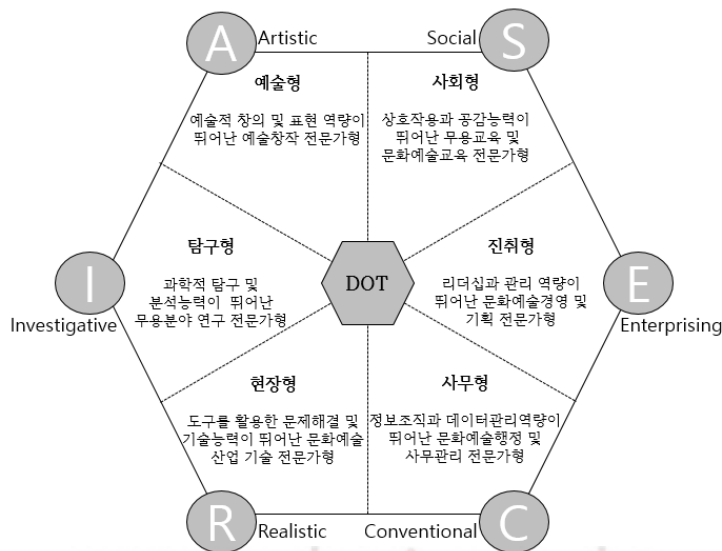 A
Artistic
Social
S
예술형
예술적 창의 및 표현 역량이
뛰어난 예술창작 전문가형
사회형
상호작용과 공감능력이
뛰어난 무용교육 및
문화예술교육 전문가형
탐구형
과학적 탐구 및
분석능력이 뛰어난
무용분야 연구 전문가형
I
Investigative
DOT
진취형
리더십과 관리 역량이
뛰어난 문화예술경영 및
기획 전문가형
E
Enterprising
현장형
도구를 활용한 문제해결 및
기술능력이 뛰어난 문화예술
산업 기술 전문가형
사무형
정보조직과 데이터관리역량이
뛰어난 문화예술행정 및
사무관리 전문가형
R
Realistic
Conventional
C